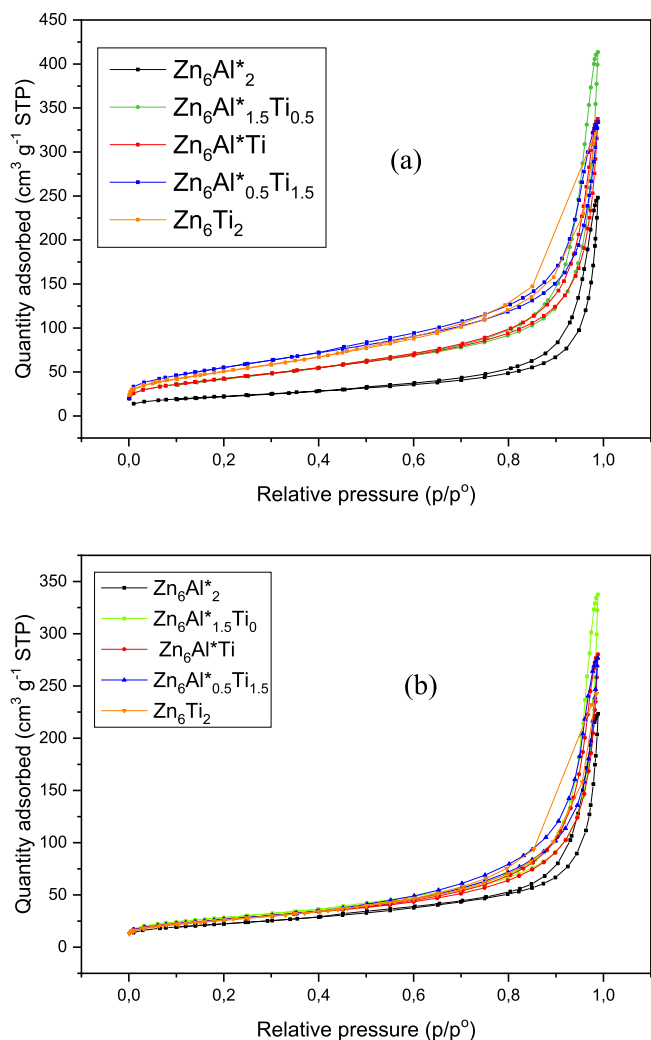 450
400
350
300
250
200
150
100
50
0
Quantity adsorbed (cm³ g⁻¹ STP)
Zn₆Al*₂
Zn₆Al*₁.₅Ti₀.₅
Zn₆Al*Ti
Zn₆Al*₀.₅Ti₁.₅
Zn₆Ti₂
(a)
0,0 0,2 0,4 0,6 0,8 1,0
Relative pressure (p/pº)
350
300
250
200
150
100
50
0
Quantity adsorbed (cm³ g⁻¹ STP)
Zn₆Al*₂
Zn₆Al*₁.₅Ti₀
Zn₆Al*Ti
Zn₆Al*₀.₅Ti₁.₅
Zn₆Ti₂
(b)
0,0 0,2 0,4 0,6 0,8 1,0
Relative pressure (p/pº)